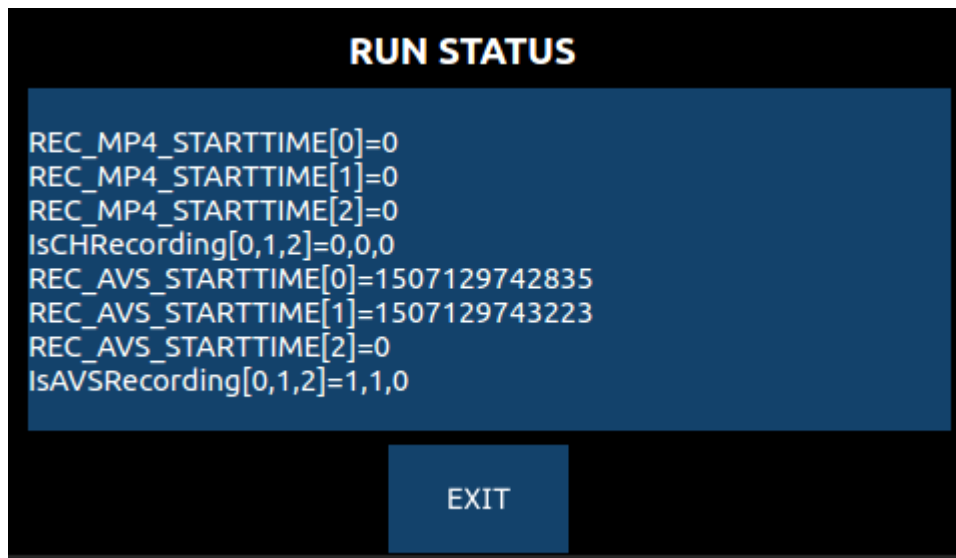 RUN STATUS
REC_MP4_STARTTIME[0]=0
REC_MP4_STARTTIME[1]=0
REC_MP4_STARTTIME[2]=0
IsCHRecording[0,1,2]=0,0,0
REC_AVS_STARTTIME[0]=1507129742835
REC_AVS_STARTTIME[1]=1507129743223
REC_AVS_STARTTIME[2]=0
IsAVSRecording[0,1,2]=1,1,0
EXIT